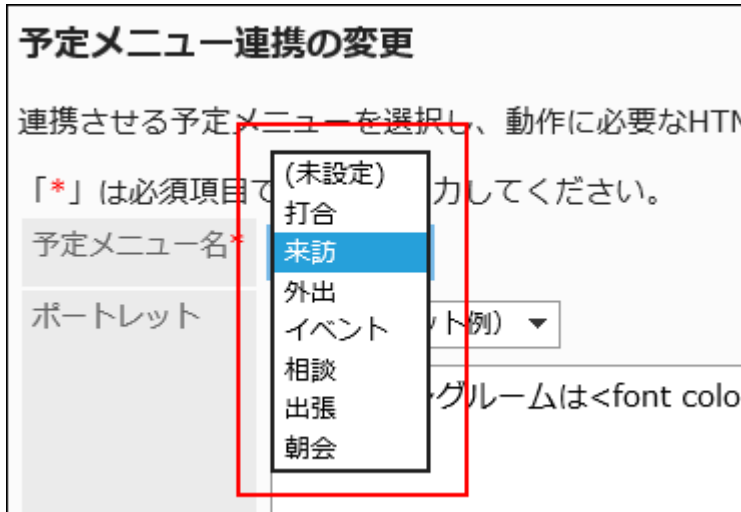 予定メニュー連携の変更
連携させる予定メニューを選択し、動作に必要なHTM
「*」は必須項目で
力してください。
予定メニュー名*
(未設定)
打合
来訪
外出
イベント
相談
出張
朝会
ポートレット
ット例) ▼
グルームは<font colo